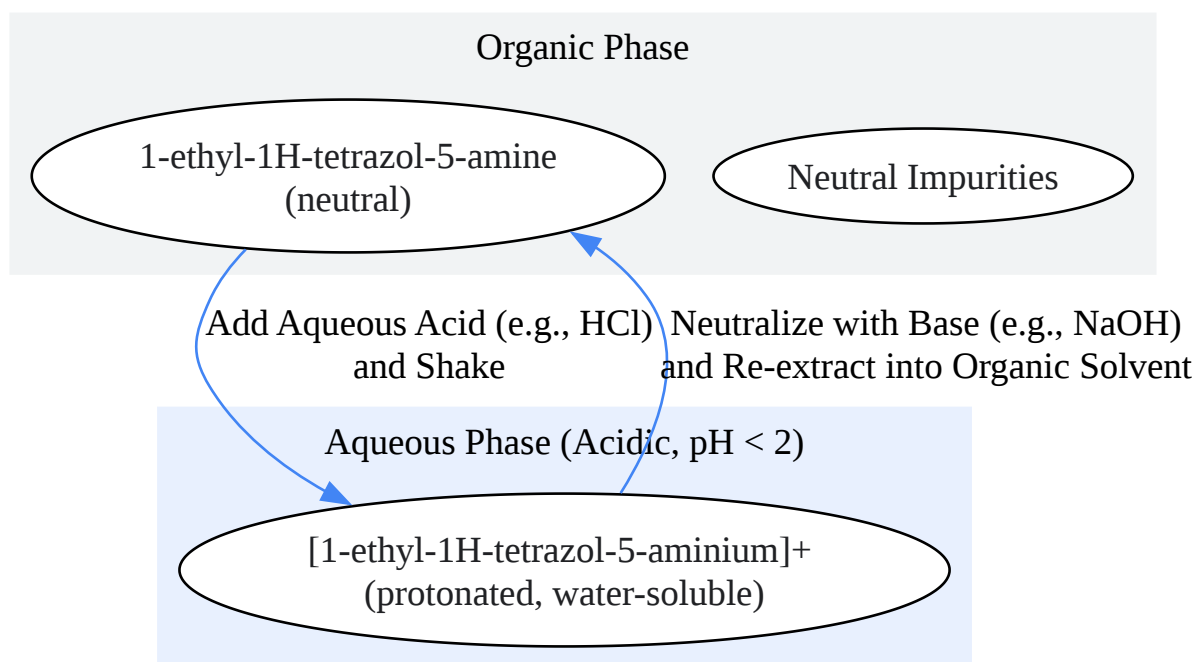 Organic Phase
1-ethyl-1H-tetrazol-5-amine
(neutral)
Neutral Impurities
Add Aqueous Acid (e.g., HCl)
and Shake
Neutralize with Base (e.g., NaOH)
and Re-extract into Organic Solvent
Aqueous Phase (Acidic, pH < 2)
[1-ethyl-1H-tetrazol-5-aminium]+
(protonated, water-soluble)